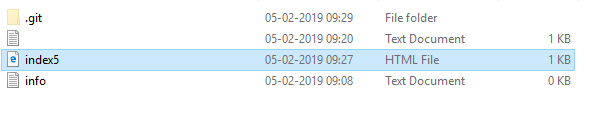 .git 05-02-2019 09:29 File folder
05-02-2019 09:20 Text Document 1 KB
index5 05-02-2019 09:27 HTML File 1 KB
info 05-02-2019 09:08 Text Document 0 KB